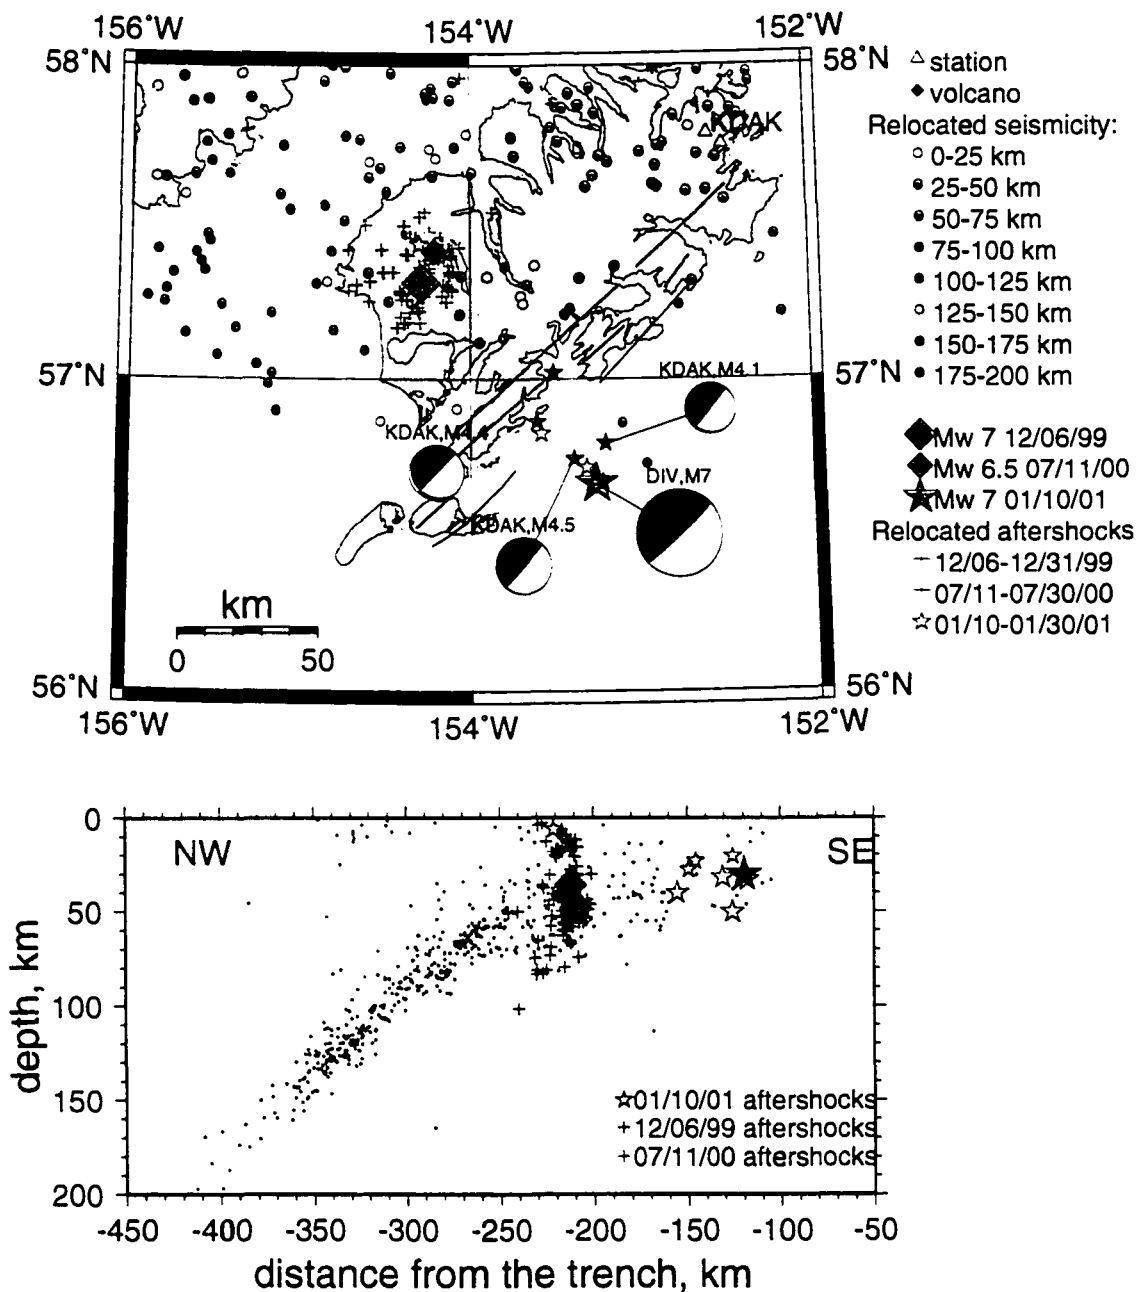 156°W 154°W 152°W
58°N 58°N
KDAK
57°N 57°N
KDAK,M4.1
KDAK,M4.4
DIV,M7
KDAK,M4.5
km
0 50
56°N 56°N
156°W 154°W 152°W
station
volcano
Relocated seismicity:
0-25 km
25-50 km
50-75 km
75-100 km
100-125 km
125-150 km
150-175 km
175-200 km
Mw 7 12/06/99
Mw 6.5 07/11/00
Mw 7 01/10/01
Relocated aftershocks
12/06-12/31/99
07/11-07/30/00
01/10-01/30/01
0
NW SE
50
100
150
200
depth, km
01/10/01 aftershocks
12/06/99 aftershocks
07/11/00 aftershocks
-450 -400 -350 -300 -250 -200 -150 -100 -50
distance from the trench, km